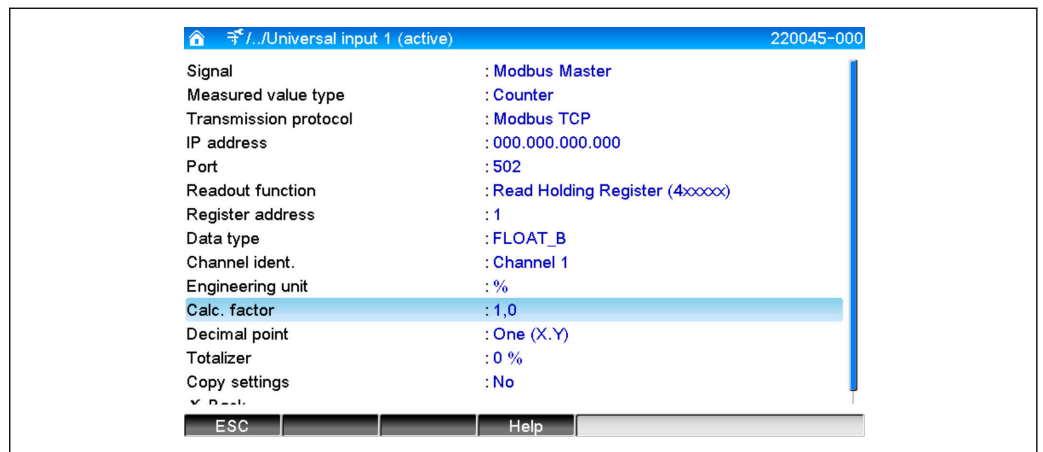 /../Universal input 1 (active) 220045-000
Signal : Modbus Master
Measured value type : Counter
Transmission protocol : Modbus TCP
IP address : 000.000.000.000
Port : 502
Readout function : Read Holding Register (4xxxxx)
Register address : 1
Data type : FLOAT_B
Channel ident. : Channel 1
Engineering unit : %
Calc. factor : 1,0
Decimal point : One (X.Y)
Totalizer : 0 %
Copy settings : No
ESC Help